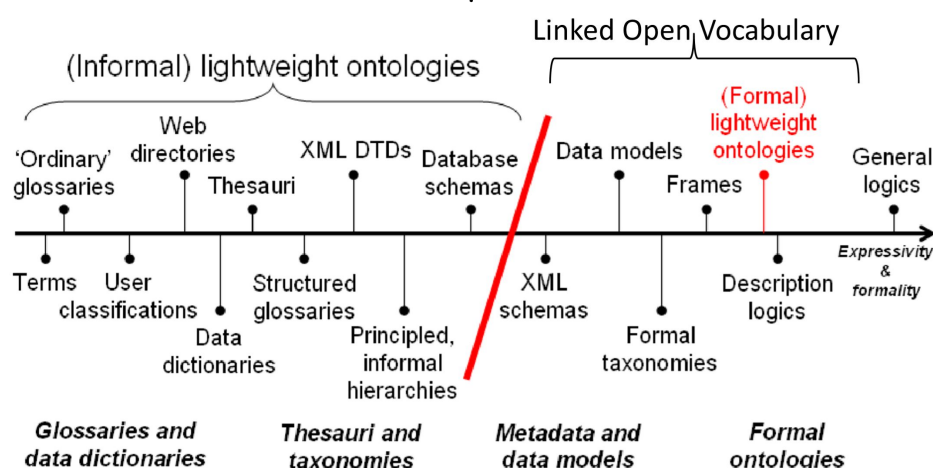 Linked Open Vocabulary
(Informal) lightweight ontologies
(Formal)
lightweight
ontologies
Web
directories
XML DTDs
Database
schemas
Data models
General
logics
'Ordinary'
glossaries
Thesauri
Frames
Expressivity
&
formality
Terms
User
classifications
Structured
glossaries
XML
schemas
Description
logics
Data
dictionaries
Principled,
informal
hierarchies
Formal
taxonomies
Glossaries and
data dictionaries
Thesauri and
taxonomies
Metadata and
data models
Formal
ontologies